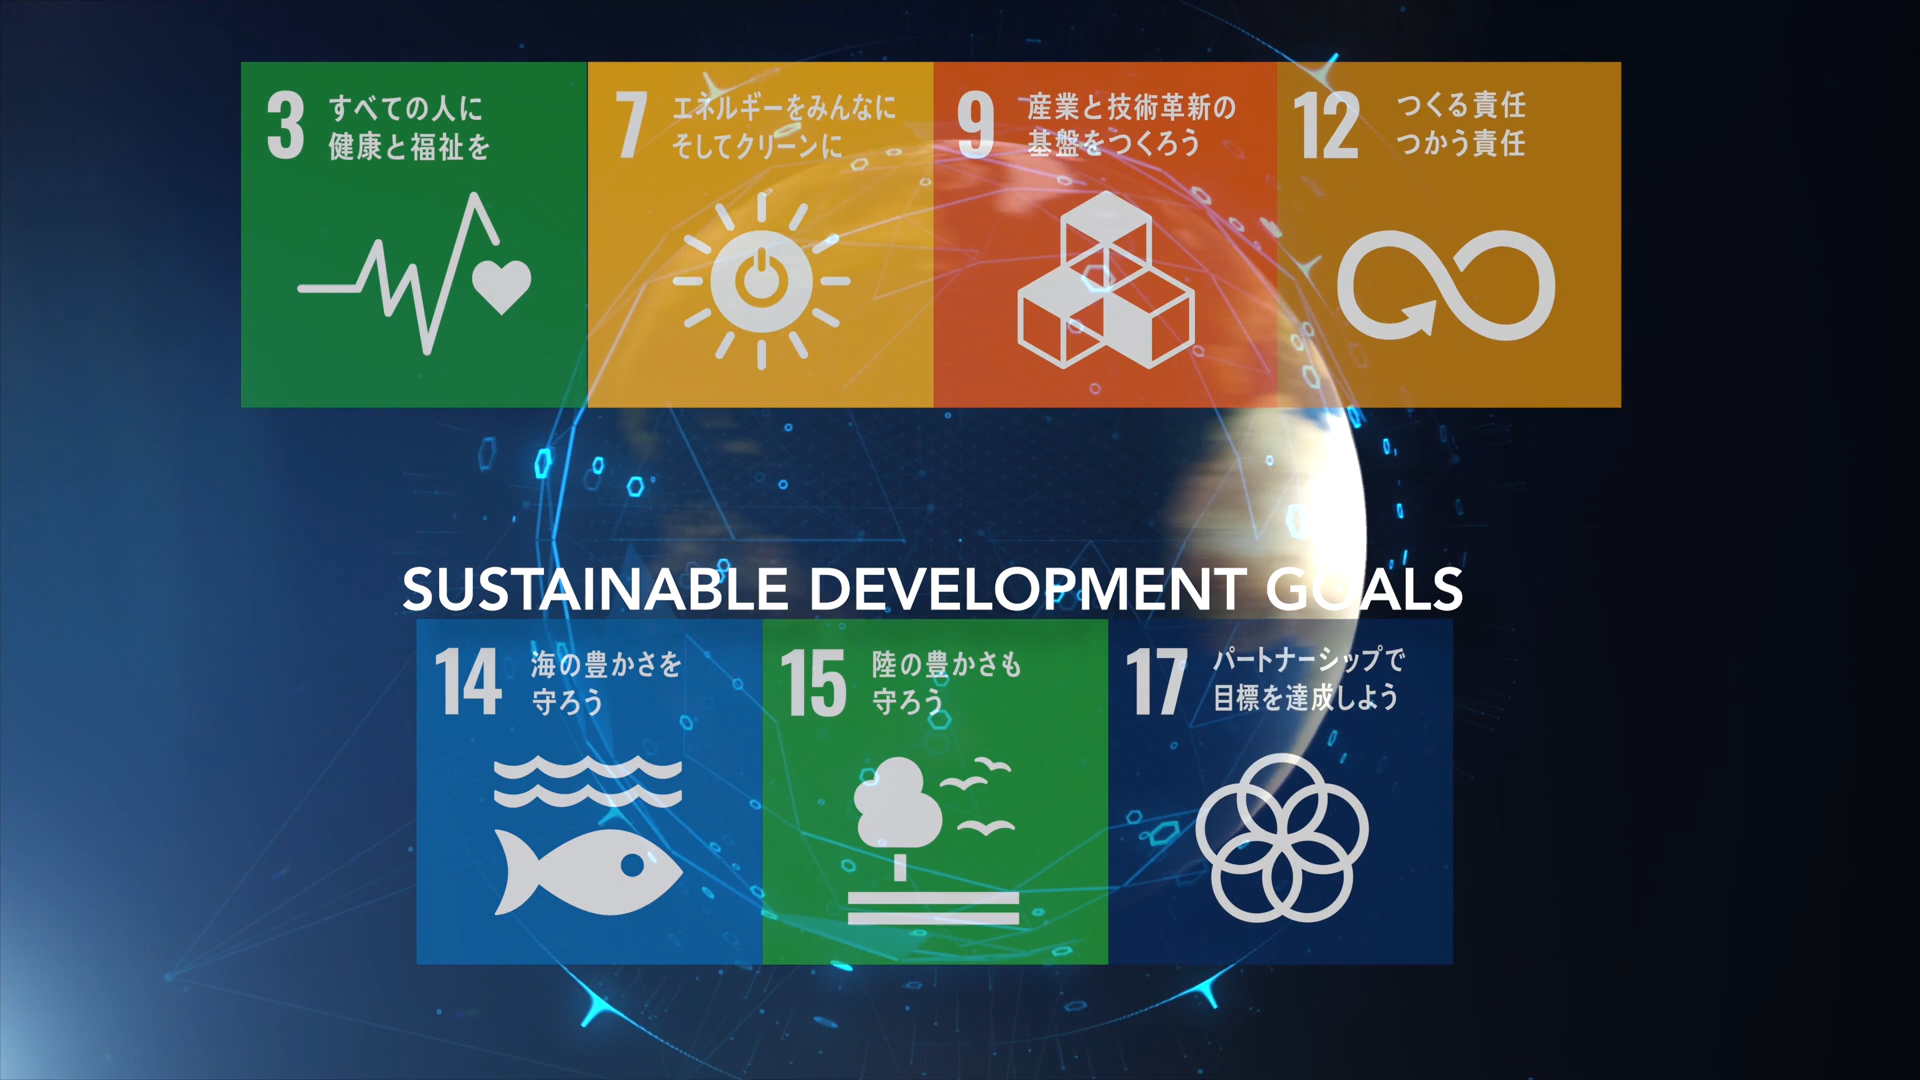 3 すべての人に
健康と福祉を
7 エネルギーをみんなに
そしてクリーンに
9 産業と技術革新の
基盤をつくろう
12 つくる責任
つかう責任
SUSTAINABLE DEVELOPMENT GOALS
14 海の豊かさを
守ろう
15 陸の豊かさも
守ろう
17 パートナーシップで
目標を達成しよう